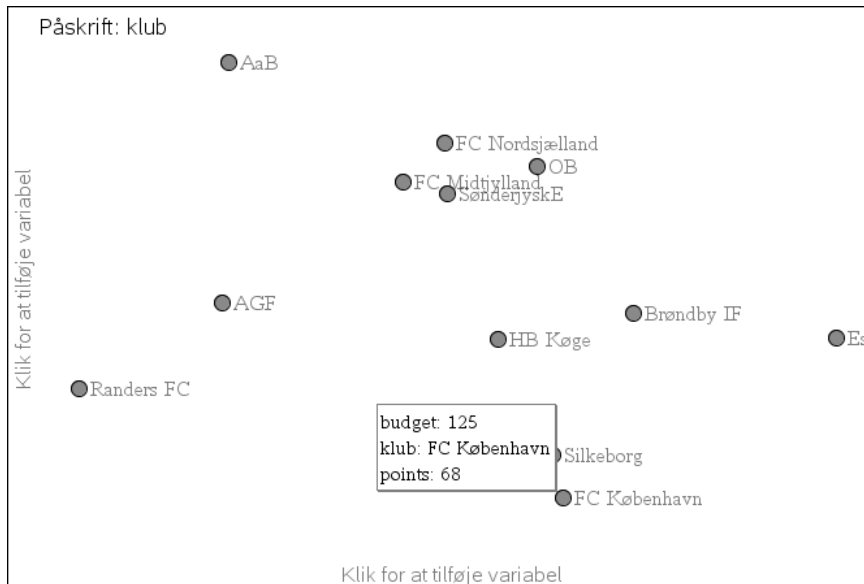 Påskrift: klub
AaB
FC Nordsjælland
OB
FC Midtjylland
SønderjyskE
Klik for at tilføje variabel
AGF
Brøndby IF
HB Køge
Es
Randers FC
budget: 125
klub: FC København
points: 68
Silkeborg
FC København
Klik for at tilføje variabel